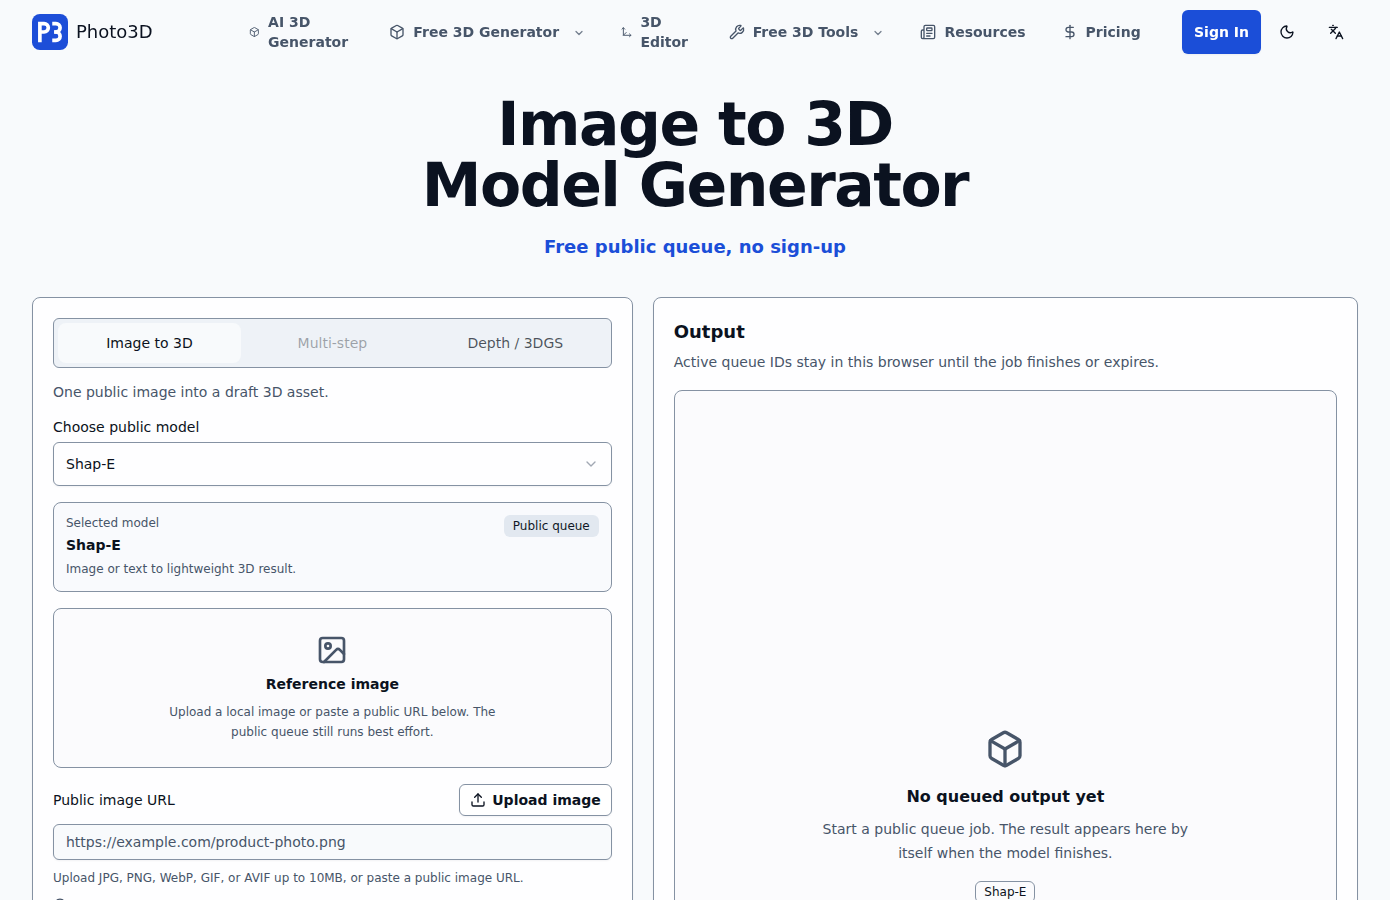 Photo3D
AI 3D
Generator
Free 3D Generator
3D
Editor
Free 3D Tools
Resources
Pricing
Sign In
Image to 3D
Model Generator
Free public queue, no sign-up
Image to 3D
Multi-step
Depth / 3DGS
One public image into a draft 3D asset.
Choose public model
Shap-E
Selected model
Public queue
Shap-E
Image or text to lightweight 3D result.
Reference image
Upload a local image or paste a public URL below. The
public queue still runs best effort.
Public image URL
Upload image
https://example.com/product-photo.png
Upload JPG, PNG, WebP, GIF, or AVIF up to 10MB, or paste a public image URL.
Output
Active queue IDs stay in this browser until the job finishes or expires.
No queued output yet
Start a public queue job. The result appears here by
itself when the model finishes.
Shap-E